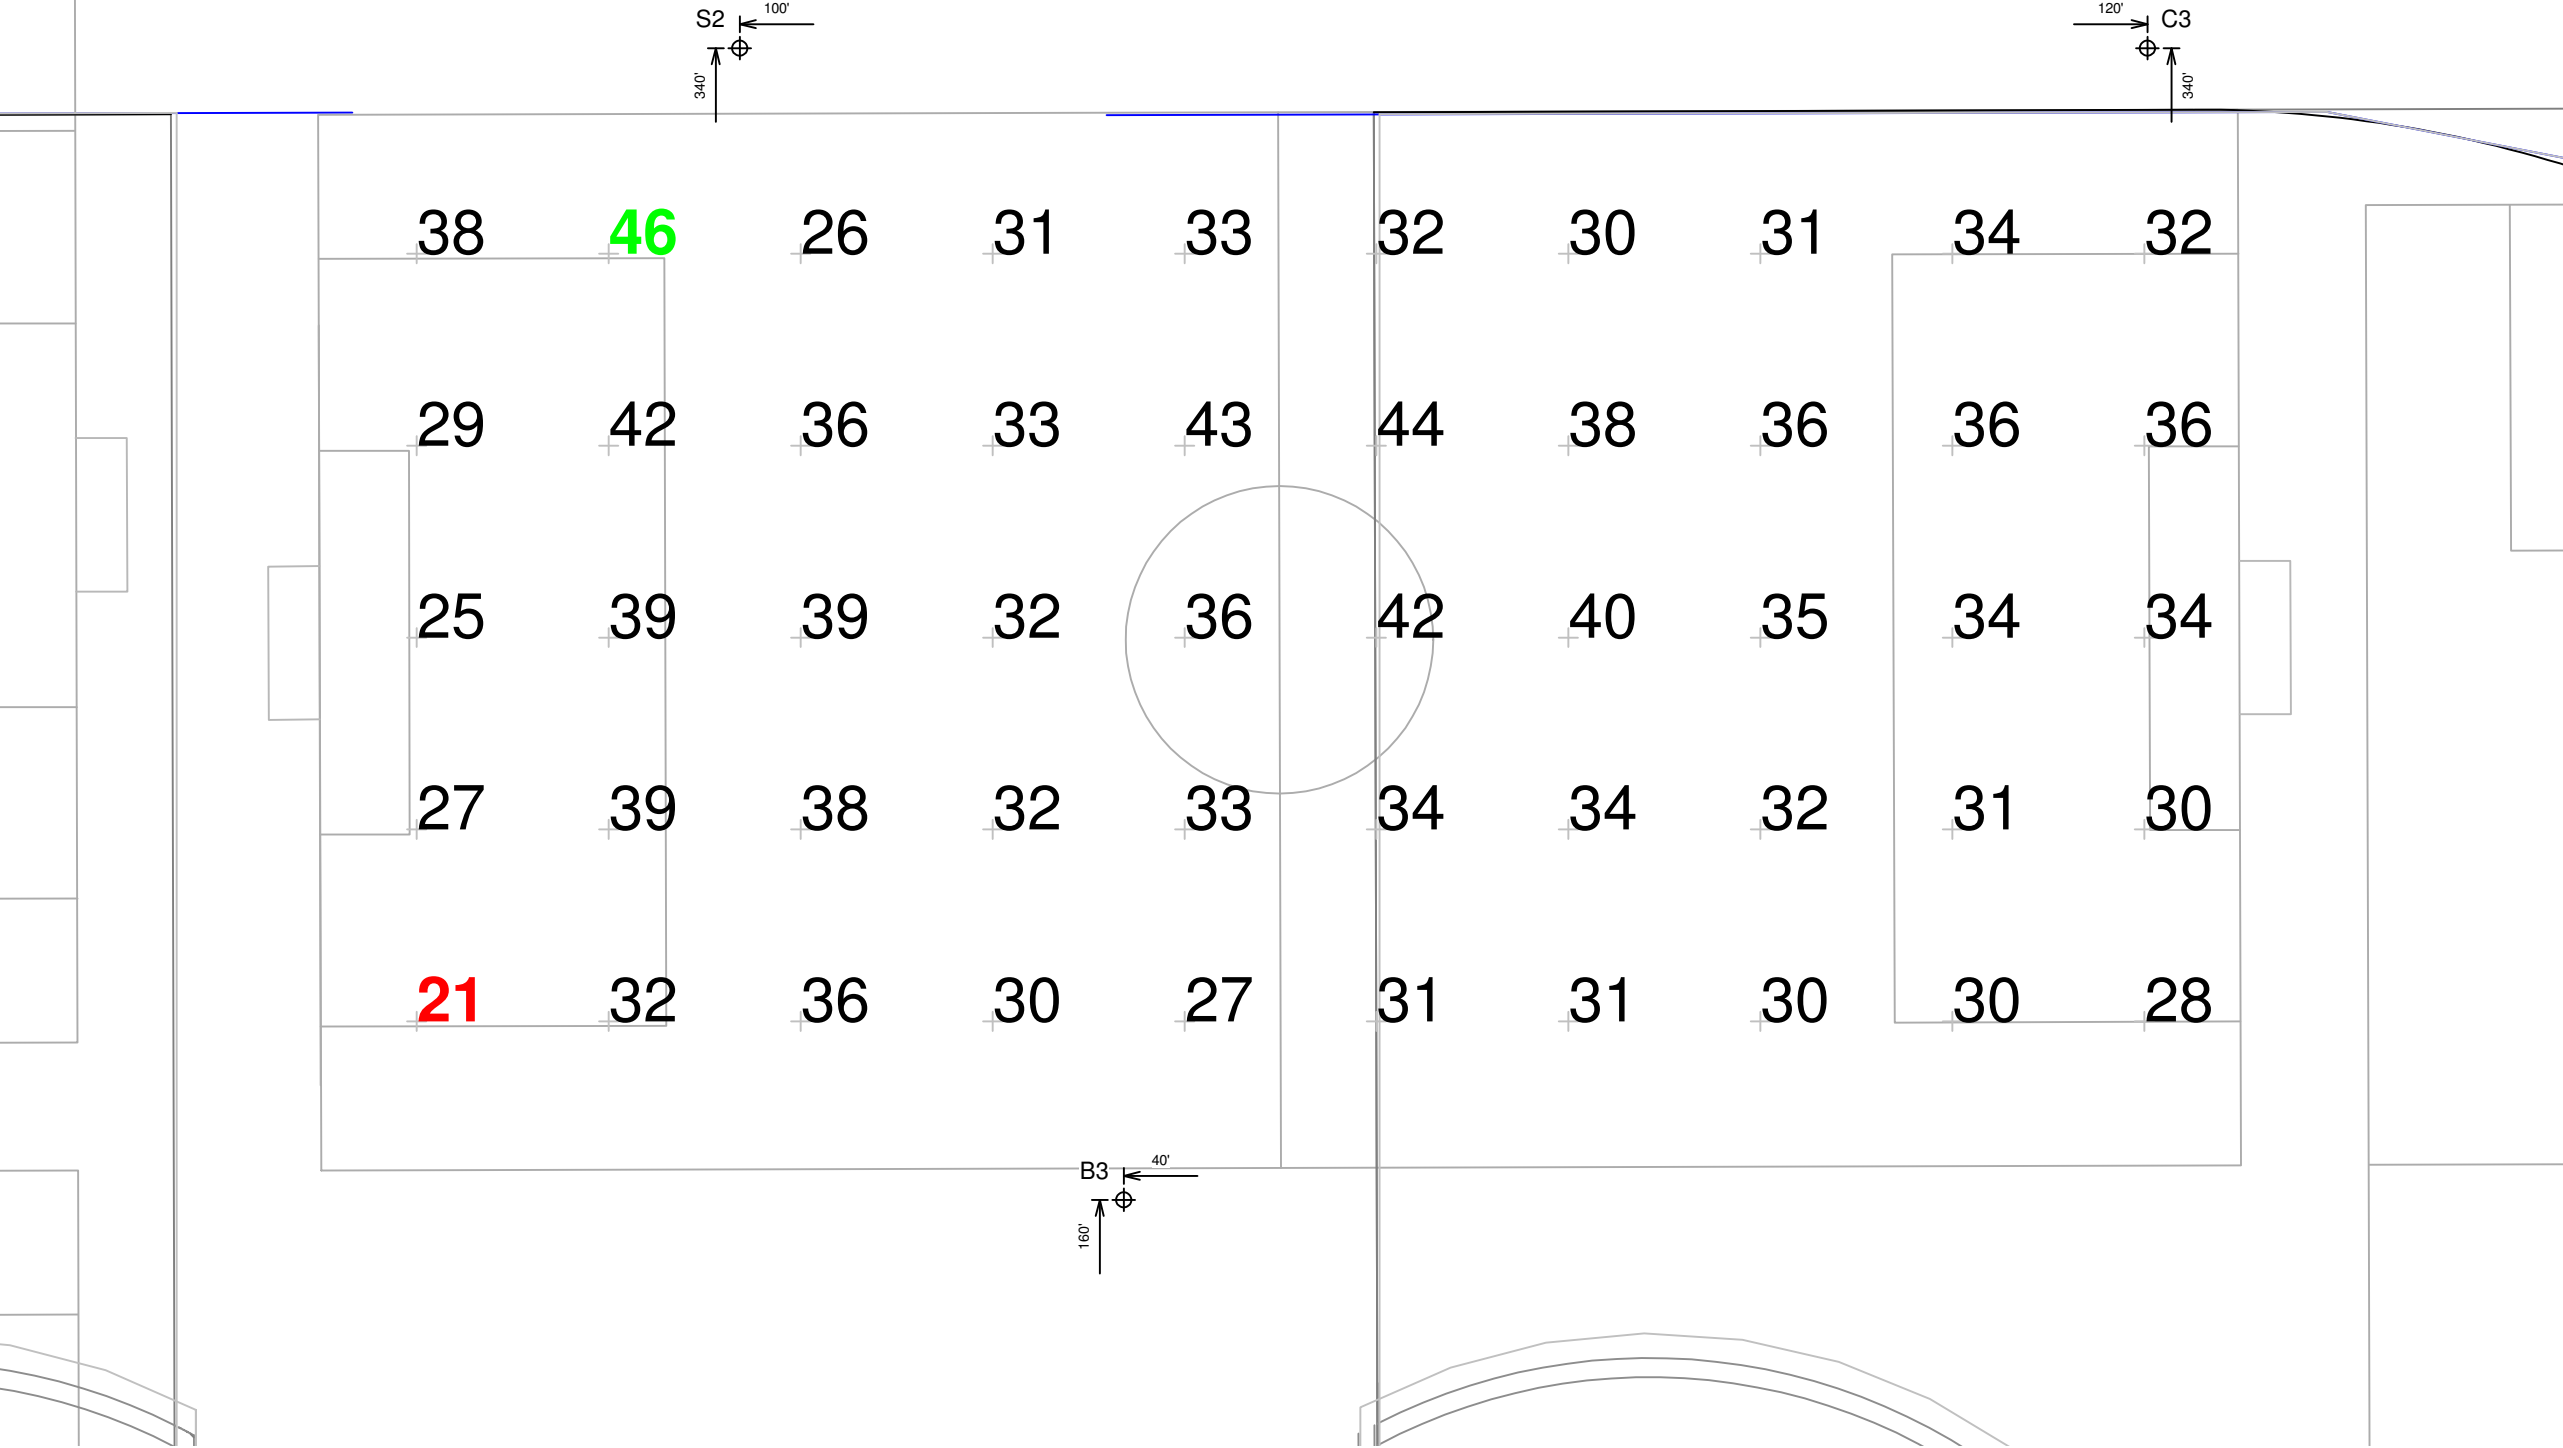 S2 100' 120' C3
340' 340'
38 46 26 31 33 32 30 31 34 32
29 42 36 33 43 44 38 36 36 36
25 39 39 32 36 42 40 35 34 34
27 39 38 32 33 34 34 32 31 30
21 32 36 30 27 31 31 30 30 28
B3 40'
160'